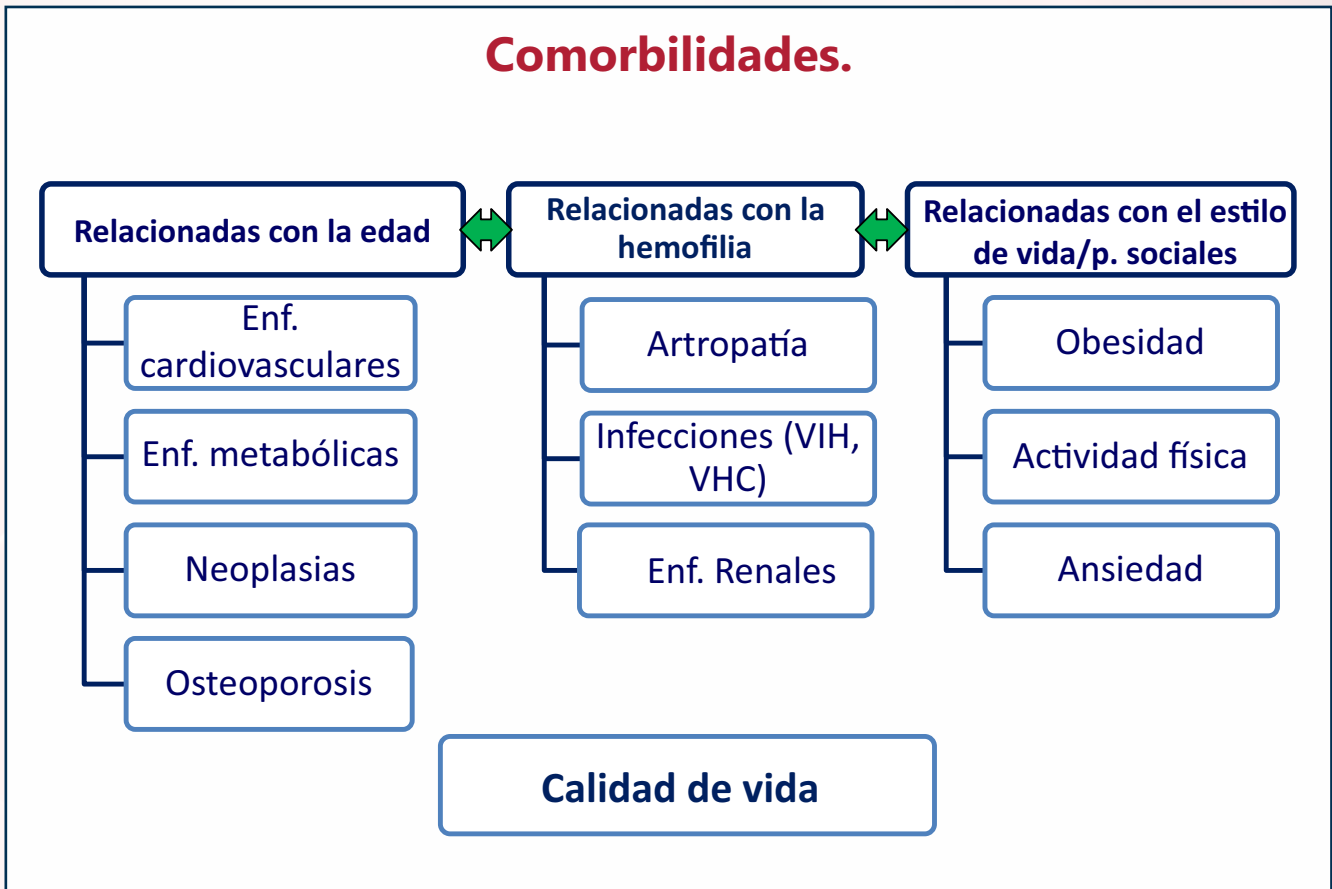 Comorbilidades.
Relacionadas con la edad
Enf.
cardiovasculares
Enf. metabólicas
Neoplasias
Osteoporosis
Relacionadas con la
hemofilia
Artropatía
Infecciones (VIH,
VHC)
Enf. Renales
Relacionadas con el estilo
de vida/p. sociales
Obesidad
Actividad física
Ansiedad
Calidad de vida